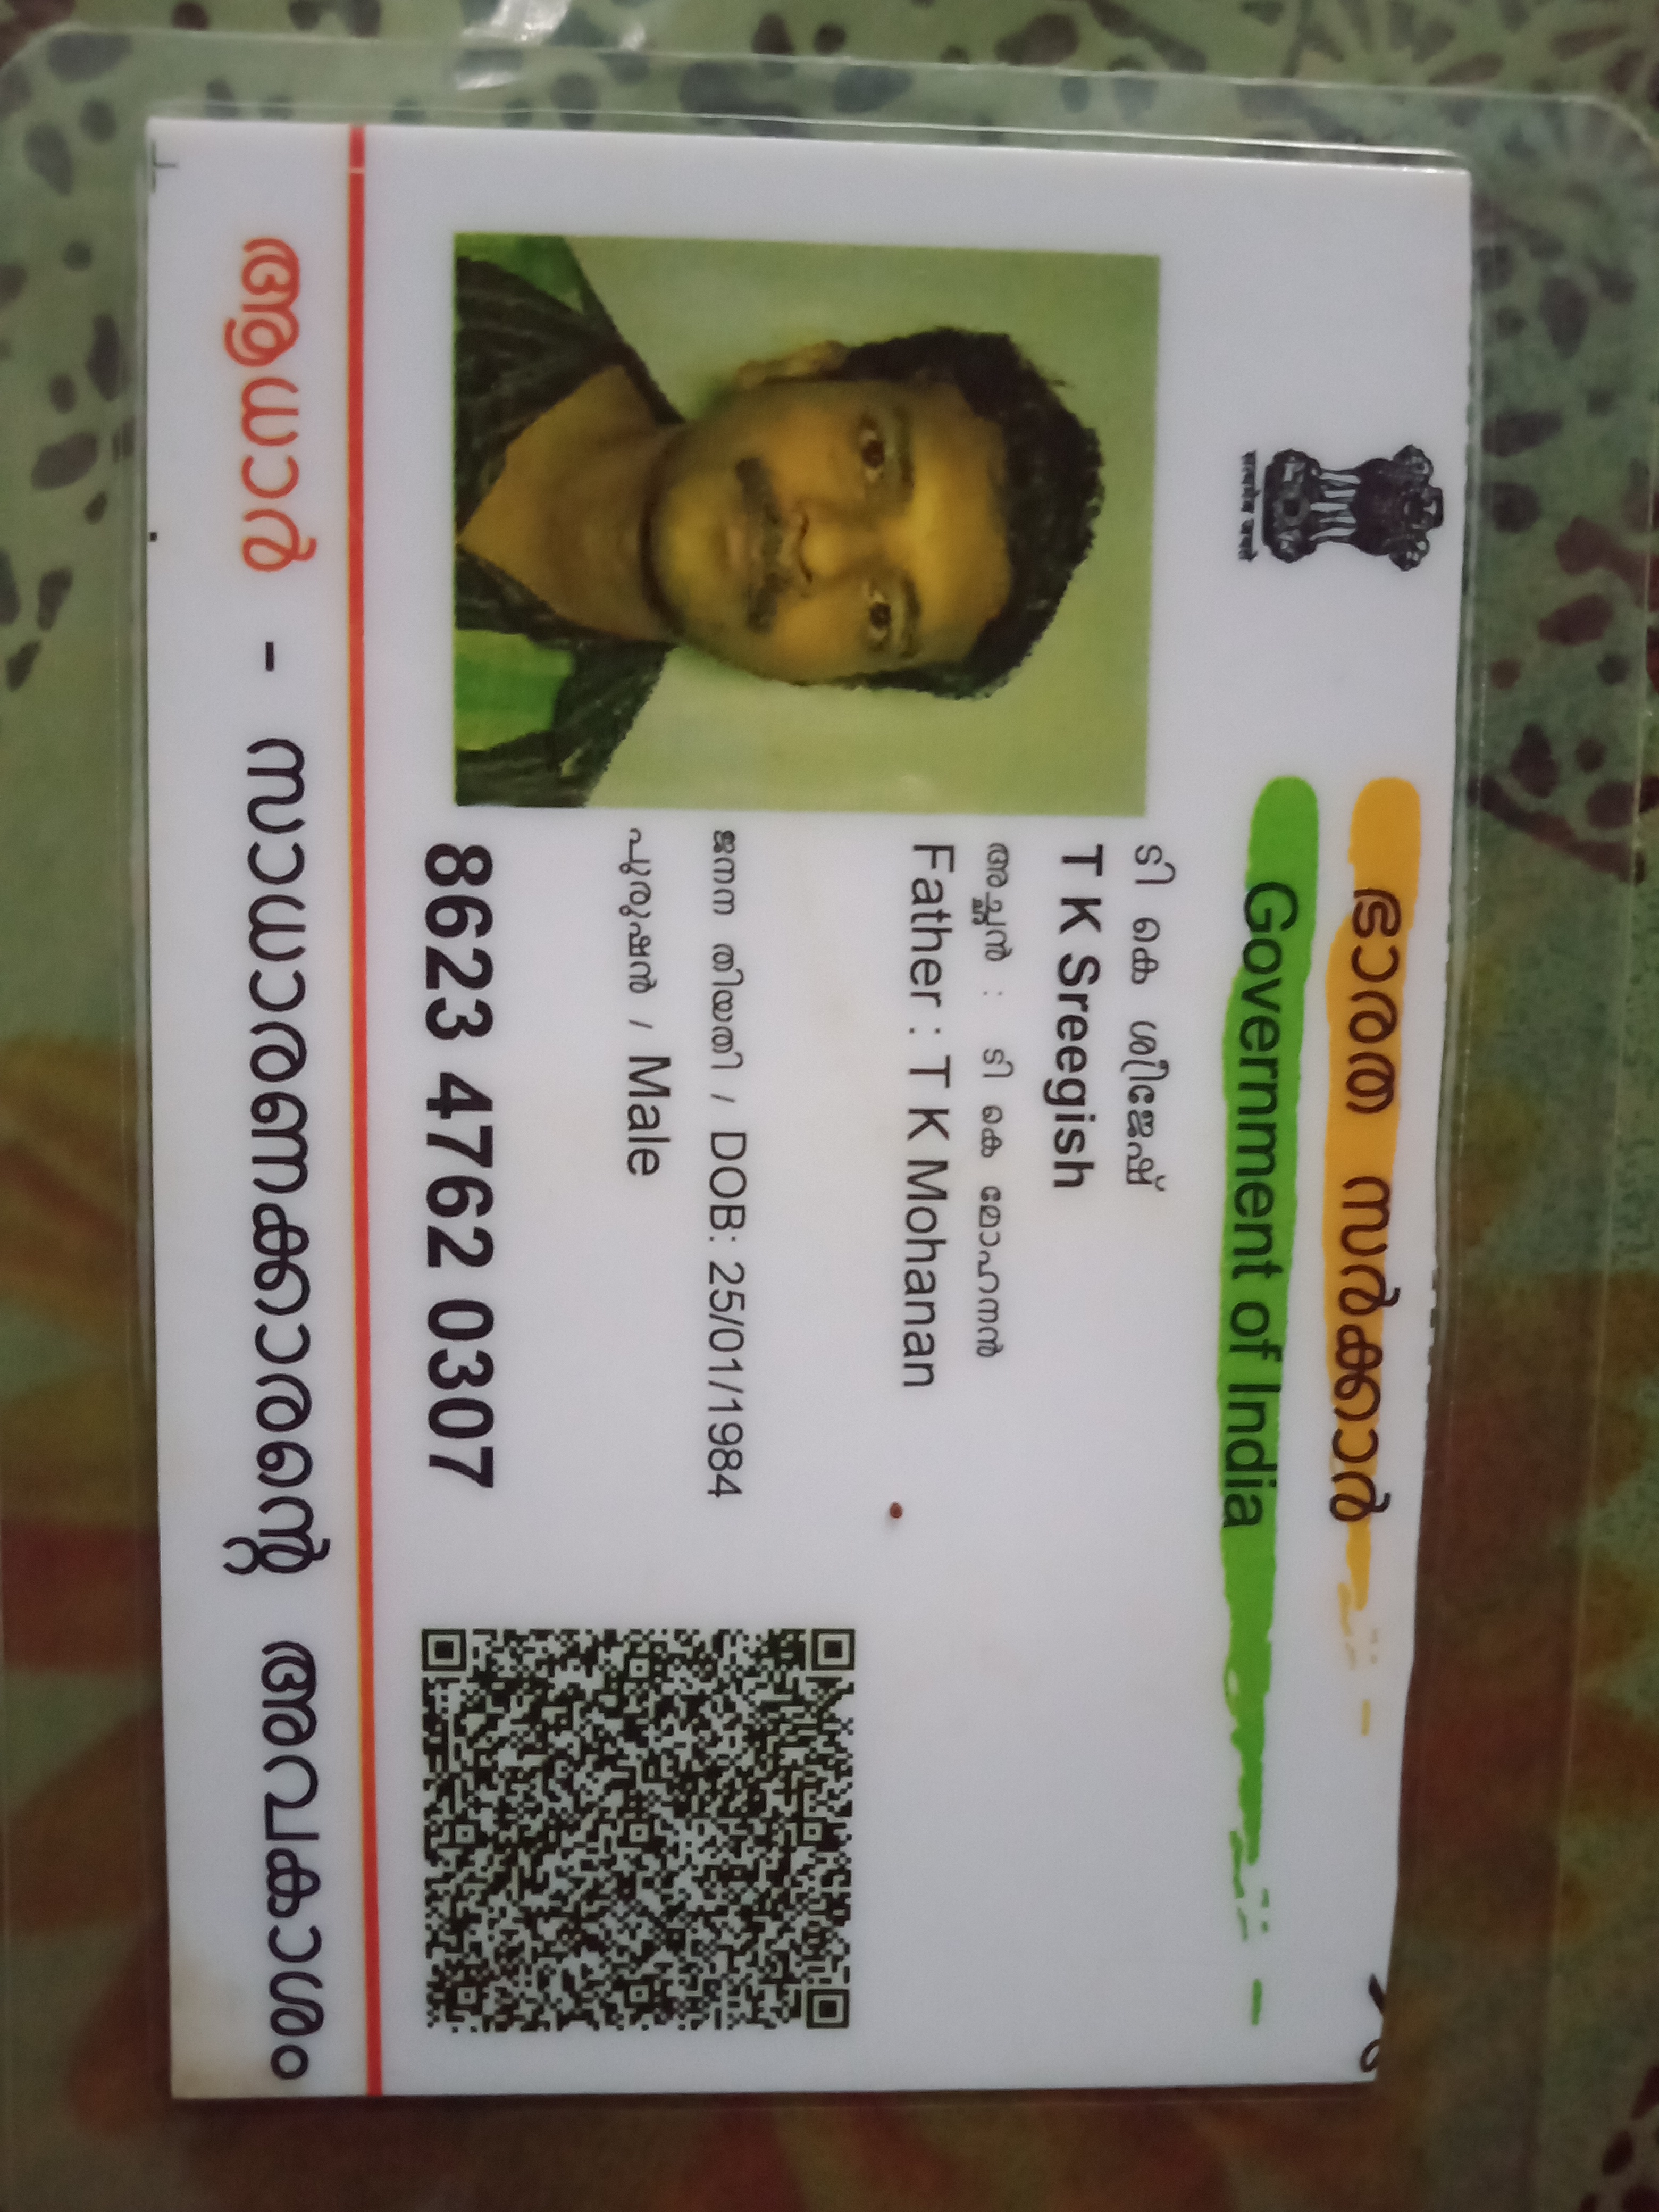 ഭാരത സർക്കാർ
Government of India
ടി കെ ശ്രീജേഷ്
T K Sreegish
അച്ഛൻ : ടി കെ മോഹനൻ
Father : T K Mohanan
ജനന തിയതി / DOB: 25/01/1984
പുരുഷൻ / Male
8623 4762 0307
ആധാർ - സാധാരണക്കാരന്റെ അവകാശം